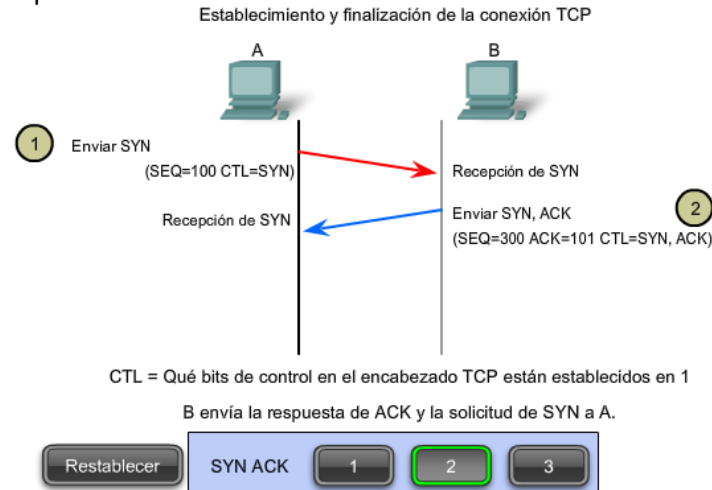 Establecimiento y finalización de la conexión TCP
A
B
1
Enviar SYN
(SEQ=100 CTL=SYN)
Recepción de SYN
Recepción de SYN
Enviar SYN, ACK
2
(SEQ=300 ACK=101 CTL=SYN, ACK)
CTL = Qué bits de control en el encabezado TCP están establecidos en 1
B envía la respuesta de ACK y la solicitud de SYN a A.
Restablecer
SYN ACK
1
2
3